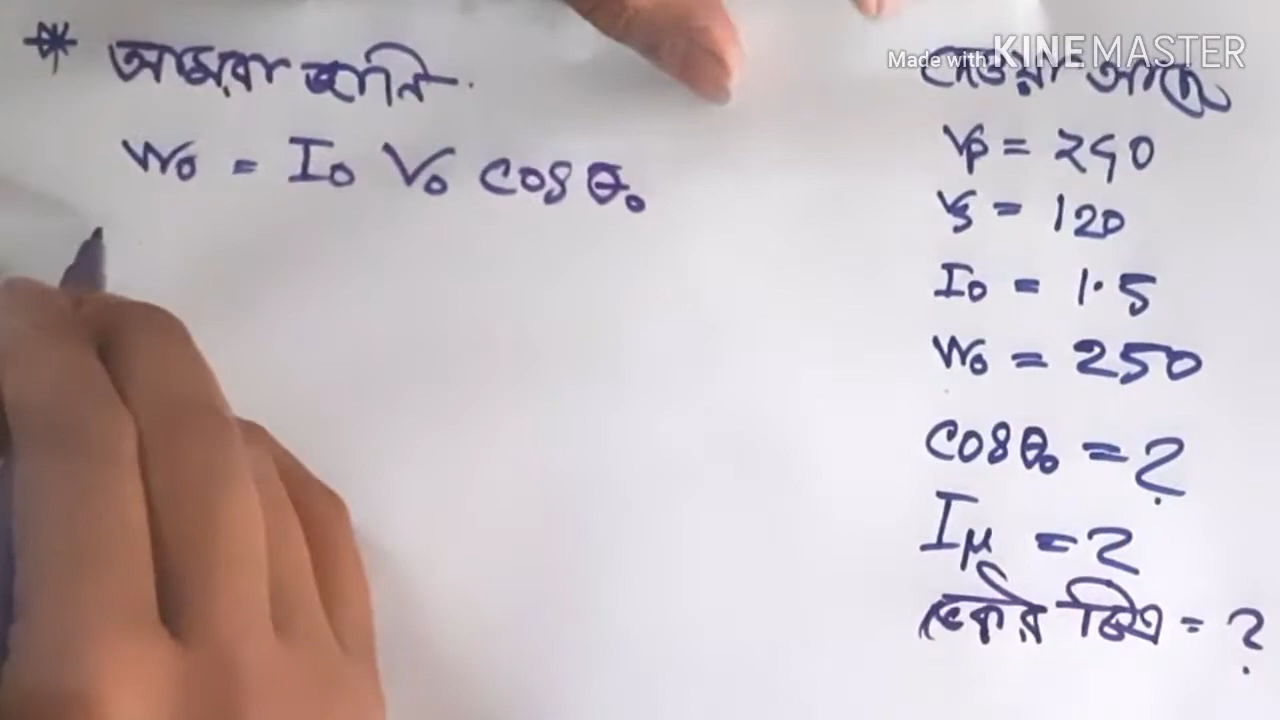 * আমরা জানি.
W₀ = I₀ V₀ cosθ₀
Made with KINEMASTER
দেওয়া আছে
Vp = 240
Vs = 120
I₀ = 1.5
W₀ = 250
cosθ₀ = ?
Iμ = ?
ভেক্টর চিত্র = ?